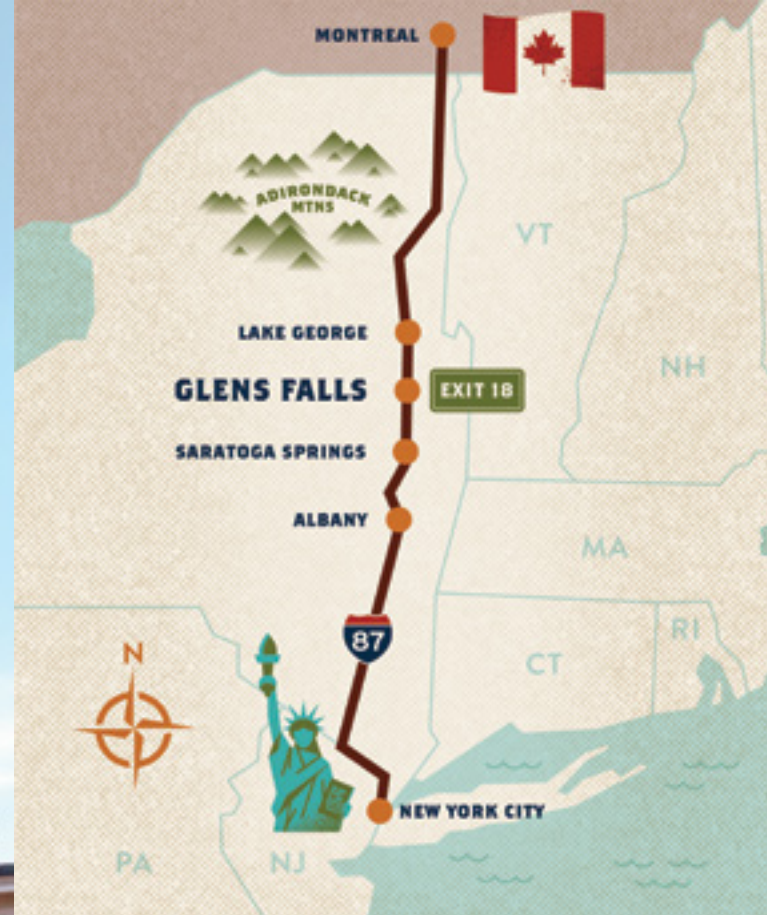 MONTREAL
ADIRONDACK
MTNS
VT
LAKE GEORGE
NH
GLENS FALLS
EXIT 18
SARATOGA SPRINGS
ALBANY
MA
87
RI
N
CT
NEW YORK CITY
PA
NJ